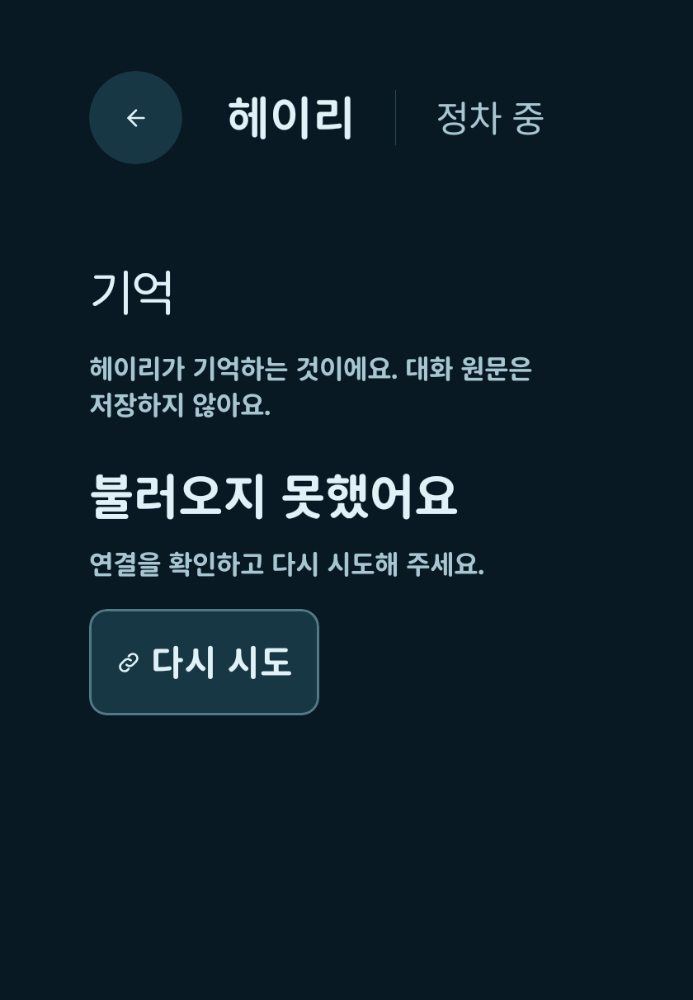 헤이리
정차 중
기억
헤이리가 기억하는 것이에요. 대화 원문은
저장하지 않아요.
불러오지 못했어요
연결을 확인하고 다시 시도해 주세요.
다시 시도